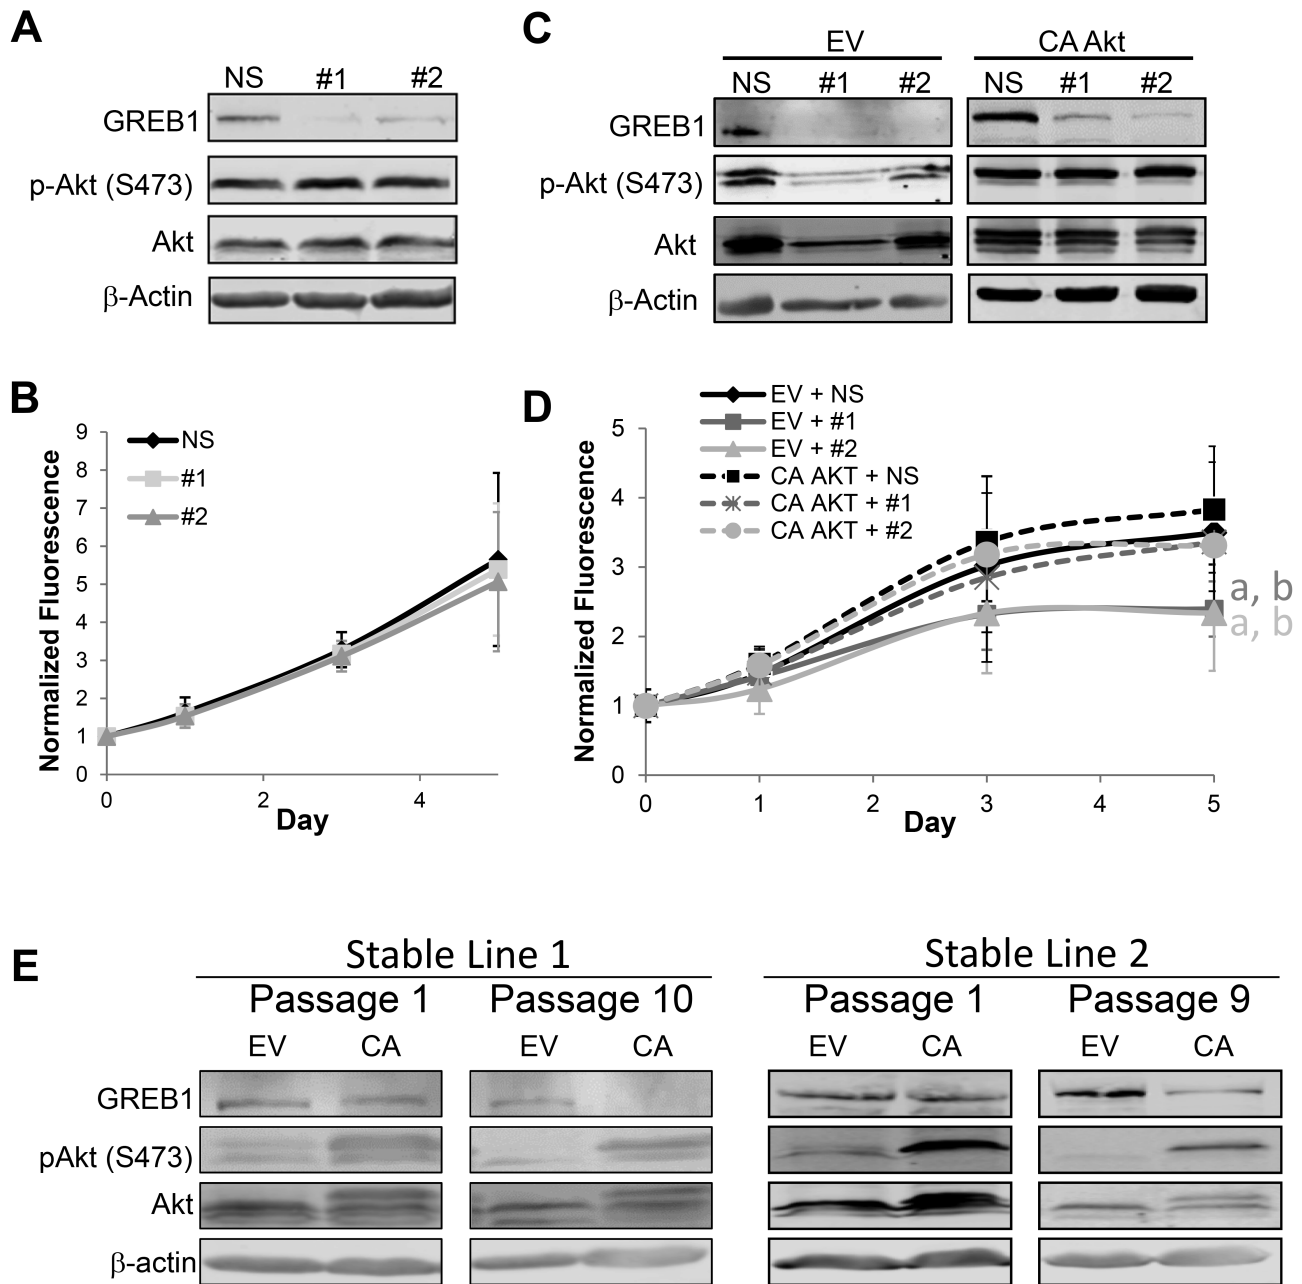 A
NS #1 #2
GREB1
p-Akt (S473)
Akt
β-Actin
C
EV CA Akt
NS #1 #2 NS #1 #2
GREB1
p-Akt (S473)
Akt
β-Actin
B
NS
#1
#2
9
8
7
6
5
4
3
2
1
0
Normalized Fluorescence
0 2 4
Day
D
EV + NS
EV + #1
EV + #2
CA AKT + NS
CA AKT + #1
CA AKT + #2
5
4
3
2
1
0
Normalized Fluorescence
a, b
a, b
0 1 2 3 4 5
Day
E
Stable Line 1 Stable Line 2
Passage 1 Passage 10 Passage 1 Passage 9
EV CA EV CA EV CA EV CA
GREB1
pAkt (S473)
Akt
β-actin